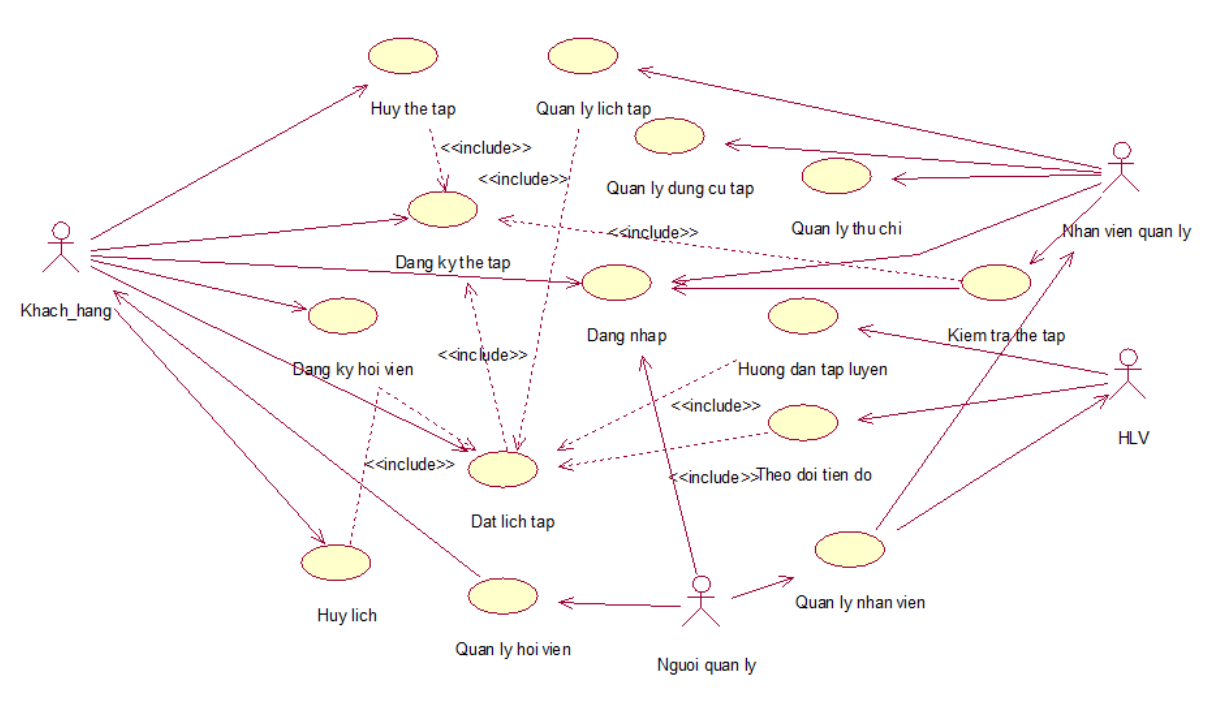 Huy the tap
Quan ly lich tap
<<include>>
<<include>>
Quan ly dung cu tap
Quan ly thu chi
<<include>>
Nhan vien quan ly
Dang ky the tap
Khach_hang
Dang nhap
Kiem tra the tap
<<include>>
Dang ky hoi vien
Huong dan tap luyen
<<include>>
HLV
<<include>>
<<include>>
Theo doi tien do
Dat lich tap
Huy lich
Quan ly nhan vien
Quan ly hoi vien
Nguoi quan ly